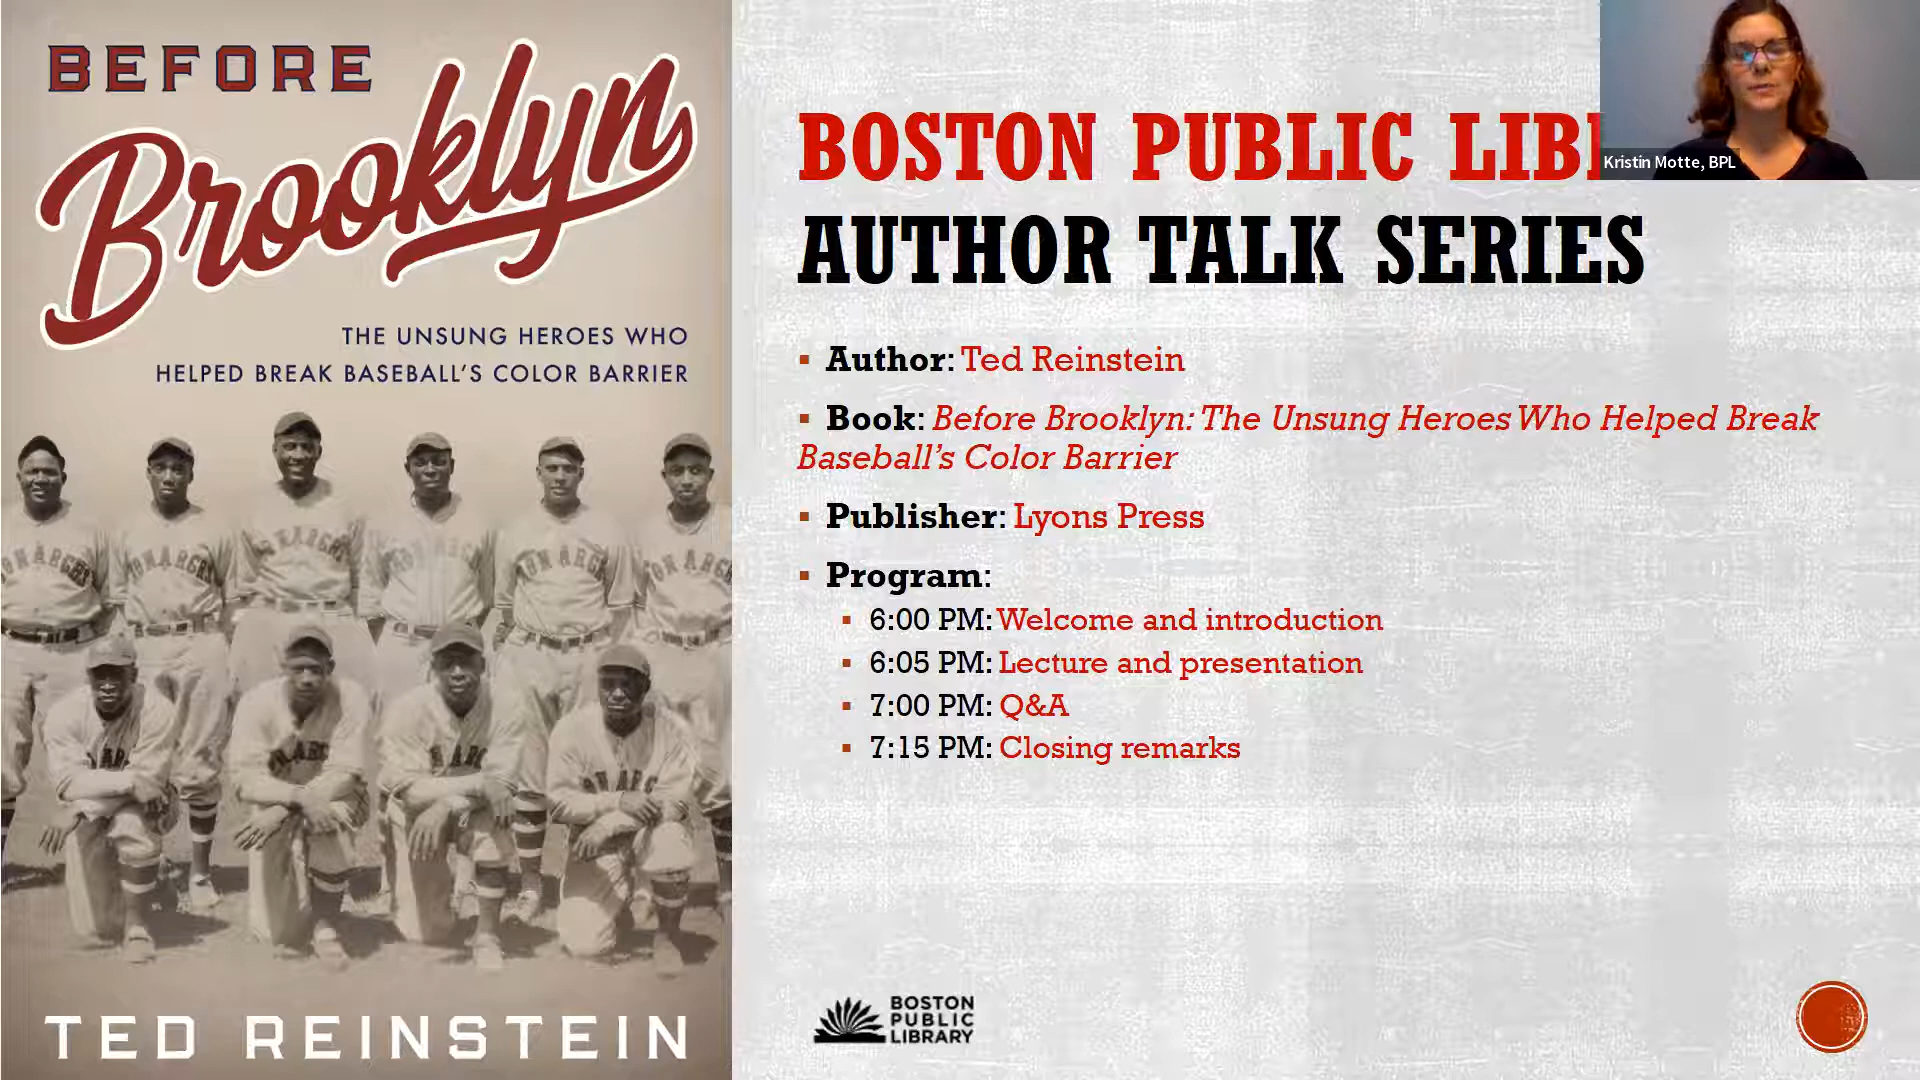 BEFORE
Brooklyn
THE UNSUNG HEROES WHO
HELPED BREAK BASEBALL'S COLOR BARRIER
TED REINSTEIN
BOSTON PUBLIC
AUTHOR TALK SERIES
▪ Author: Ted Reinstein
▪ Book: Before Brooklyn: The Unsung Heroes Who Helped Break
Baseball's Color Barrier
▪ Publisher: Lyons Press
▪ Program:
▪ 6:00 PM: Welcome and introduction
▪ 6:05 PM: Lecture and presentation
▪ 7:00 PM: Q&A
▪ 7:15 PM: Closing remarks
BOSTON
PUBLIC
LIBRARY
Kristin Motte, BPL